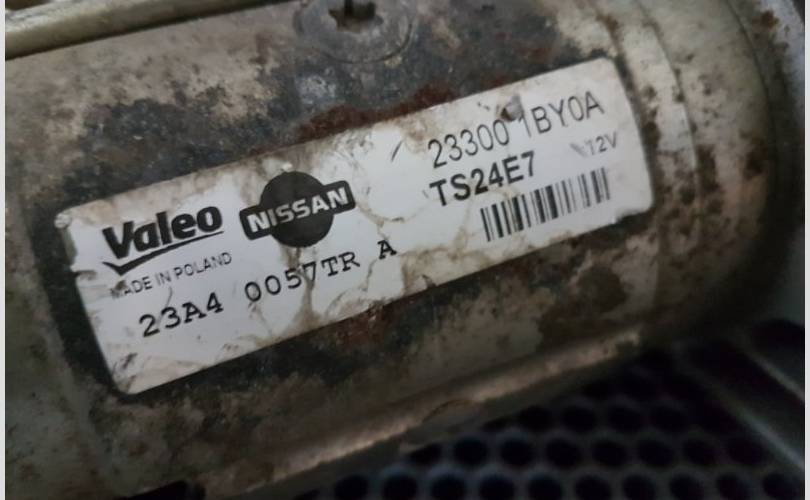 Valeo
NISSAN
MADE IN POLAND
23A4 0057TR A
23300 1BY0A
TS24E7
12V